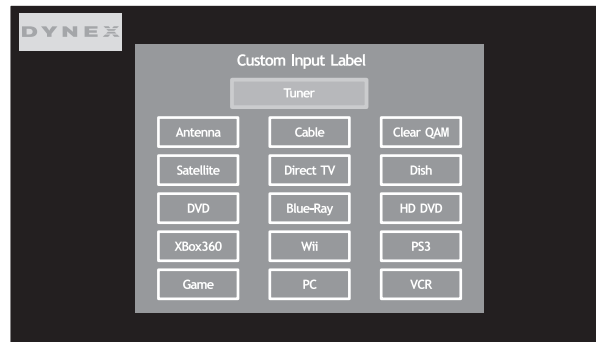 DYNEX
Custom Input Label
Tuner
Antenna Cable Clear QAM
Satellite Direct TV Dish
DVD Blue-Ray HD DVD
XBox360 Wii PS3
Game PC VCR